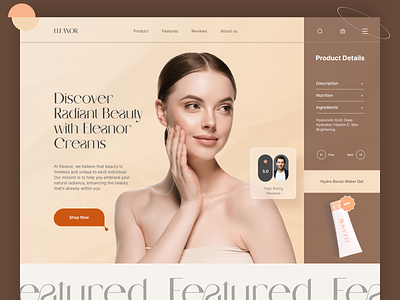 ELEANOR
Product
Features
Reviews
About us
Discover
Radiant Beauty
with Eleanor
Creams
At Eleanor, we believe that beauty is
timeless and unique to each individual.
Our mission is to help you embrace your
natural radiance, enhancing the beauty
that's already within you.
Shop Now
5.0
High Rating
Reviews
Product Details
Description
Nutrition
Ingredients
Hyaluronic Acid: Deep
Hydration Vitamin C: Skin
Brightening
Prev
Next
Hydro Boost Water Gel
ELEANOR
Featured Featured Fea